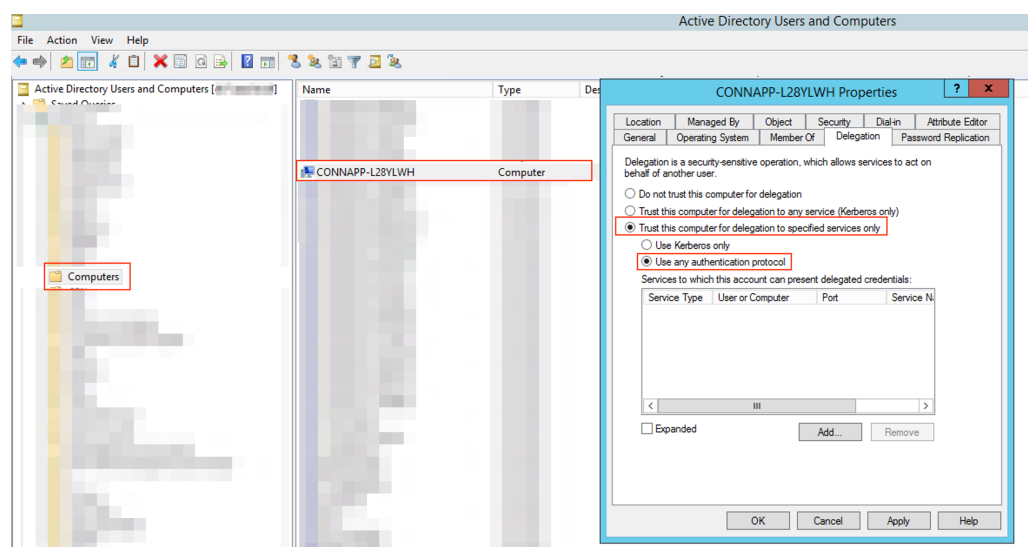 Active Directory Users and Computers
File Action View Help
Active Directory Users and Computers [
Saved Queries
Computers
Name Type Des
CONNAPP-L28YLWH Computer
CONNAPP-L28YLWH Properties ? x
Location Managed By Object Security Dial-in Attribute Editor
General Operating System Member Of Delegation Password Replication
Delegation is a security-sensitive operation, which allows services to act on
behalf of another user.
Do not trust this computer for delegation
Trust this computer for delegation to any service (Kerberos only)
Trust this computer for delegation to specified services only
Use Kerberos only
Use any authentication protocol
Services to which this account can present delegated credentials:
Service Type User or Computer Port Service N
Expanded Add... Remove
OK Cancel Apply Help